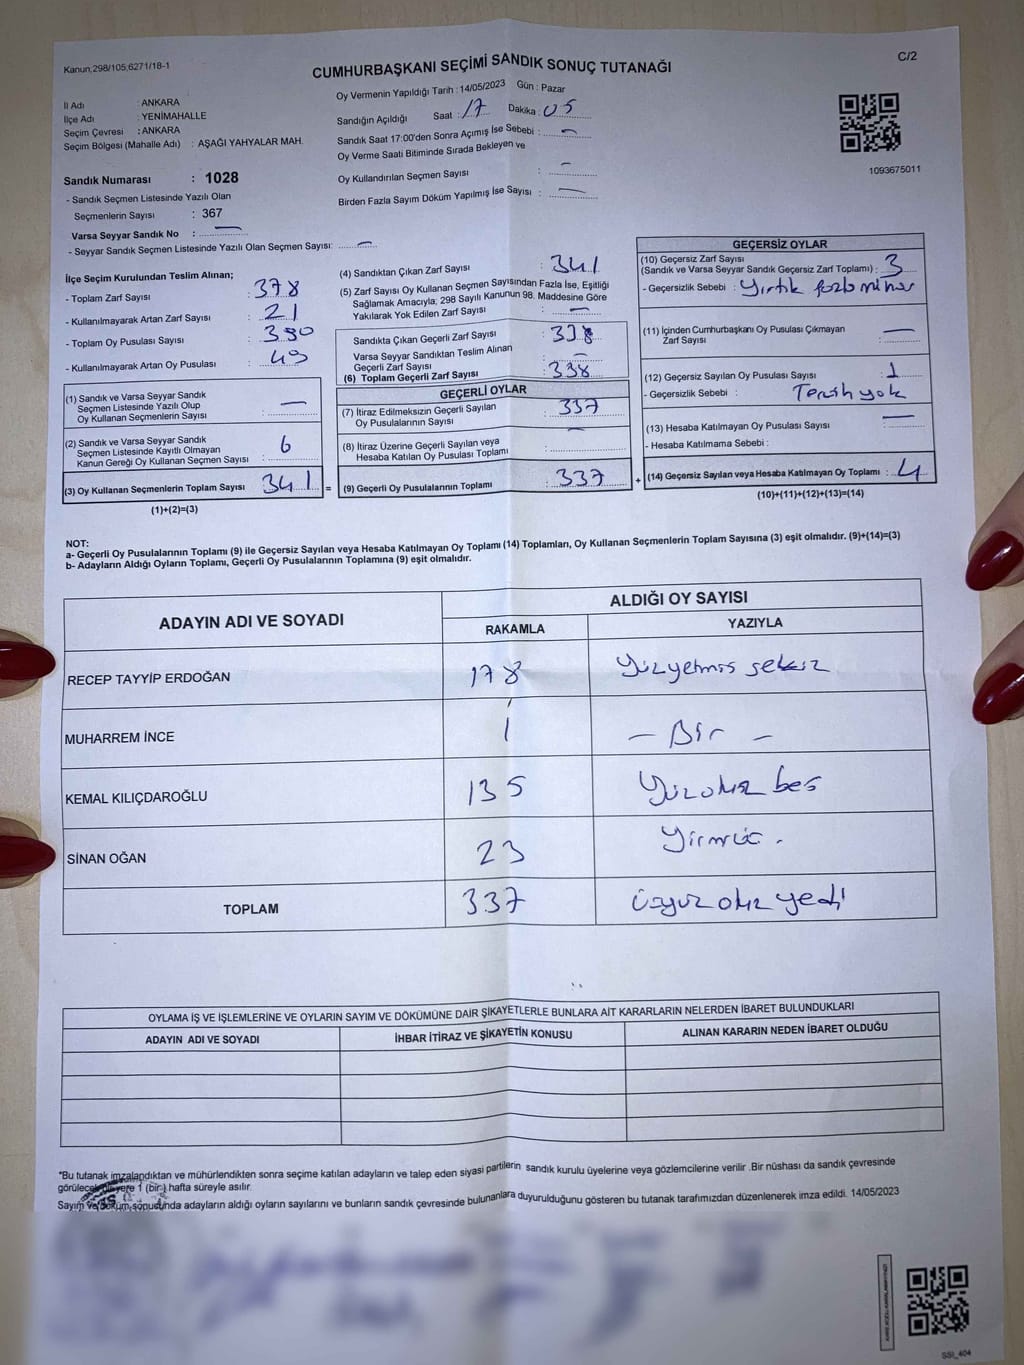 Kanun;298/105;6271/18-1
C/2
CUMHURBAŞKANI SEÇİMİ SANDIK SONUÇ TUTANAĞI
İl Adı : ANKARA
İlçe Adı : YENİMAHALLE
Seçim Çevresi : ANKARA
Seçim Bölgesi (Mahalle Adı) : AŞAĞI YAHYALAR MAH.
Sandık Numarası : 1028
- Sandık Seçmen Listesinde Yazılı Olan
Seçmenlerin Sayısı : 367
Varsa Seyyar Sandık No : —
- Seyyar Sandık Seçmen Listesinde Yazılı Olan Seçmen Sayısı: —
Oy Vermenin Yapıldığı Tarih : 14/05/2023 Gün : Pazar
Sandığın Açıldığı Saat : 17 Dakika : 05
Sandık Saat 17:00'den Sonra Açımış İse Sebebi : —
Oy Verme Saati Bitiminde Sırada Bekleyen ve
Oy Kullandırılan Seçmen Sayısı : —
Birden Fazla Sayım Döküm Yapılmış İse Sayısı : —
1093675011
İlçe Seçim Kurulundan Teslim Alınan;
- Toplam Zarf Sayısı : 378
- Kullanılmayarak Artan Zarf Sayısı : 21
- Toplam Oy Pusulası Sayısı : 390
- Kullanılmayarak Artan Oy Pusulası : 49
(1) Sandık ve Varsa Seyyar Sandık
Seçmen Listesinde Yazılı Olup
Oy Kullanan Seçmenlerin Sayısı : —
(2) Sandık ve Varsa Seyyar Sandık
Seçmen Listesinde Kayıtlı Olmayan
Kanun Gereği Oy Kullanan Seçmen Sayısı : 6
(3) Oy Kullanan Seçmenlerin Toplam Sayısı 341 =
(1)+(2)=(3)
(4) Sandıktan Çıkan Zarf Sayısı : 341
(5) Zarf Sayısı Oy Kullanan Seçmen Sayısından Fazla İse, Eşitliği
Sağlamak Amacıyla; 298 Sayılı Kanunun 98. Maddesine Göre
Yakılarak Yok Edilen Zarf Sayısı : —
Sandıkta Çıkan Geçerli Zarf Sayısı : 338
Varsa Seyyar Sandıktan Teslim Alınan
Geçerli Zarf Sayısı : —
(6) Toplam Geçerli Zarf Sayısı : 338
GEÇERLİ OYLAR
(7) İtiraz Edilmeksizin Geçerli Sayılan
Oy Pusulalarının Sayısı : 337
(8) İtiraz Üzerine Geçerli Sayılan veya
Hesaba Katılan Oy Pusulası Toplamı : —
(9) Geçerli Oy Pusulalarının Toplamı : 337 +
GEÇERSİZ OYLAR
(10) Geçersiz Zarf Sayısı
(Sandık ve Varsa Seyyar Sandık Geçersiz Zarf Toplamı) : 3
- Geçersizlik Sebebi : Yırtık fazla mühür
(11) İçinden Cumhurbaşkanı Oy Pusulası Çıkmayan
Zarf Sayısı : —
(12) Geçersiz Sayılan Oy Pusulası Sayısı : 1
- Geçersizlik Sebebi : Tercih yok
(13) Hesaba Katılmayan Oy Pusulası Sayısı : —
- Hesaba Katılmama Sebebi :
(14) Geçersiz Sayılan veya Hesaba Katılmayan Oy Toplamı : 4
(10)+(11)+(12)+(13)=(14)
NOT:
a- Geçerli Oy Pusulalarının Toplamı (9) ile Geçersiz Sayılan veya Hesaba Katılmayan Oy Toplamı (14) Toplamları, Oy Kullanan Seçmenlerin Toplam Sayısına (3) eşit olmalıdır. (9)+(14)=(3)
b- Adayların Aldığı Oyların Toplamı, Geçerli Oy Pusulalarının Toplamına (9) eşit olmalıdır.
ADAYIN ADI VE SOYADI
ALDIĞI OY SAYISI
RAKAMLA YAZIYLA
RECEP TAYYİP ERDOĞAN 178 Yüzyetmiş sekiz
MUHARREM İNCE 1 — Bir —
KEMAL KILIÇDAROĞLU 135 Yüzotuz beş
SİNAN OĞAN 23 Yirmiüç.
TOPLAM 337 Üçyüz otuz yedi
OYLAMA İŞ VE İŞLEMLERİNE VE OYLARIN SAYIM VE DÖKÜMÜNE DAİR ŞİKAYETLERLE BUNLARA AİT KARARLARIN NELERDEN İBARET BULUNDUKLARI
ADAYIN ADI VE SOYADI İHBAR İTİRAZ VE ŞİKAYETİN KONUSU ALINAN KARARIN NEDEN İBARET OLDUĞU
*Bu tutanak imzalandıktan ve mühürlendikten sonra seçime katılan adayların ve talep eden siyasi partilerin sandık kurulu üyelerine veya gözlemcilerine verilir .Bir nüshası da sandık çevresinde
görülecek bir yere 1 (bir ) hafta süreyle asılır.
Sayım ve döküm sonucunda adayların aldığı oyların sayılarını ve bunların sandık çevresinde bulunanlara duyurulduğunu gösteren bu tutanak tarafımızdan düzenlenerek imza edildi. 14/05/2023
SSI_404